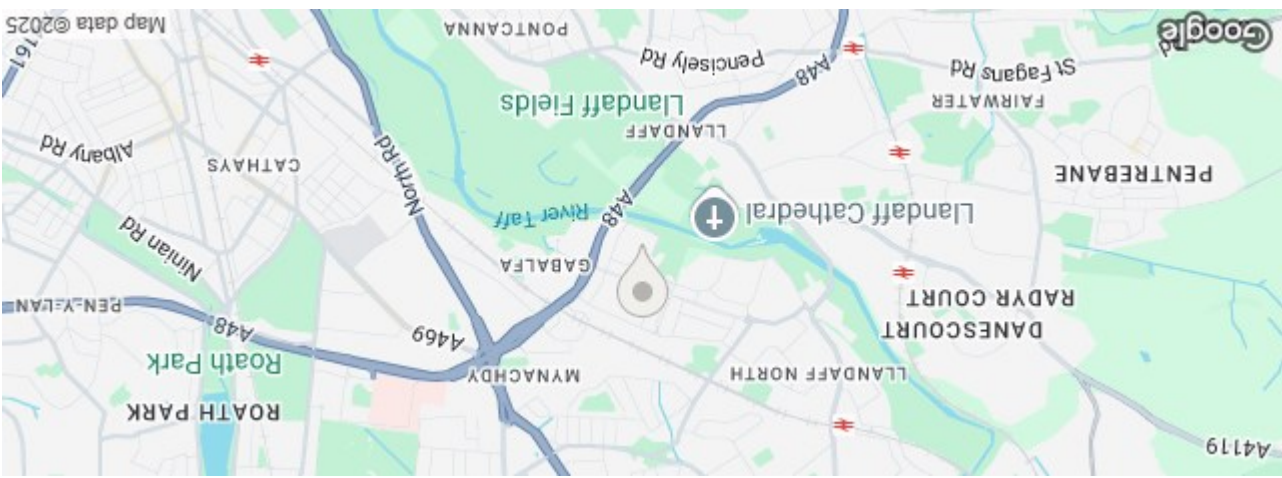 A4119
ROATH PARK
LLANDAFF NORTH
MYNACHDY
Roath Park
DANESCOURT
A469
A48
RADYR COURT
PEN-Y-LAN
GABALFA
Ninian Rd
Llandaff Cathedral
River Taff
A48
North Rd
PENTREBANE
CATHAYS
Albany Rd
LLANDAFF
Llandaff Fields
FAIRWATER
St Fagans Rd
A48
Pencisely Rd
161
Rd
Google
PONTCANNA
Map data ©2025